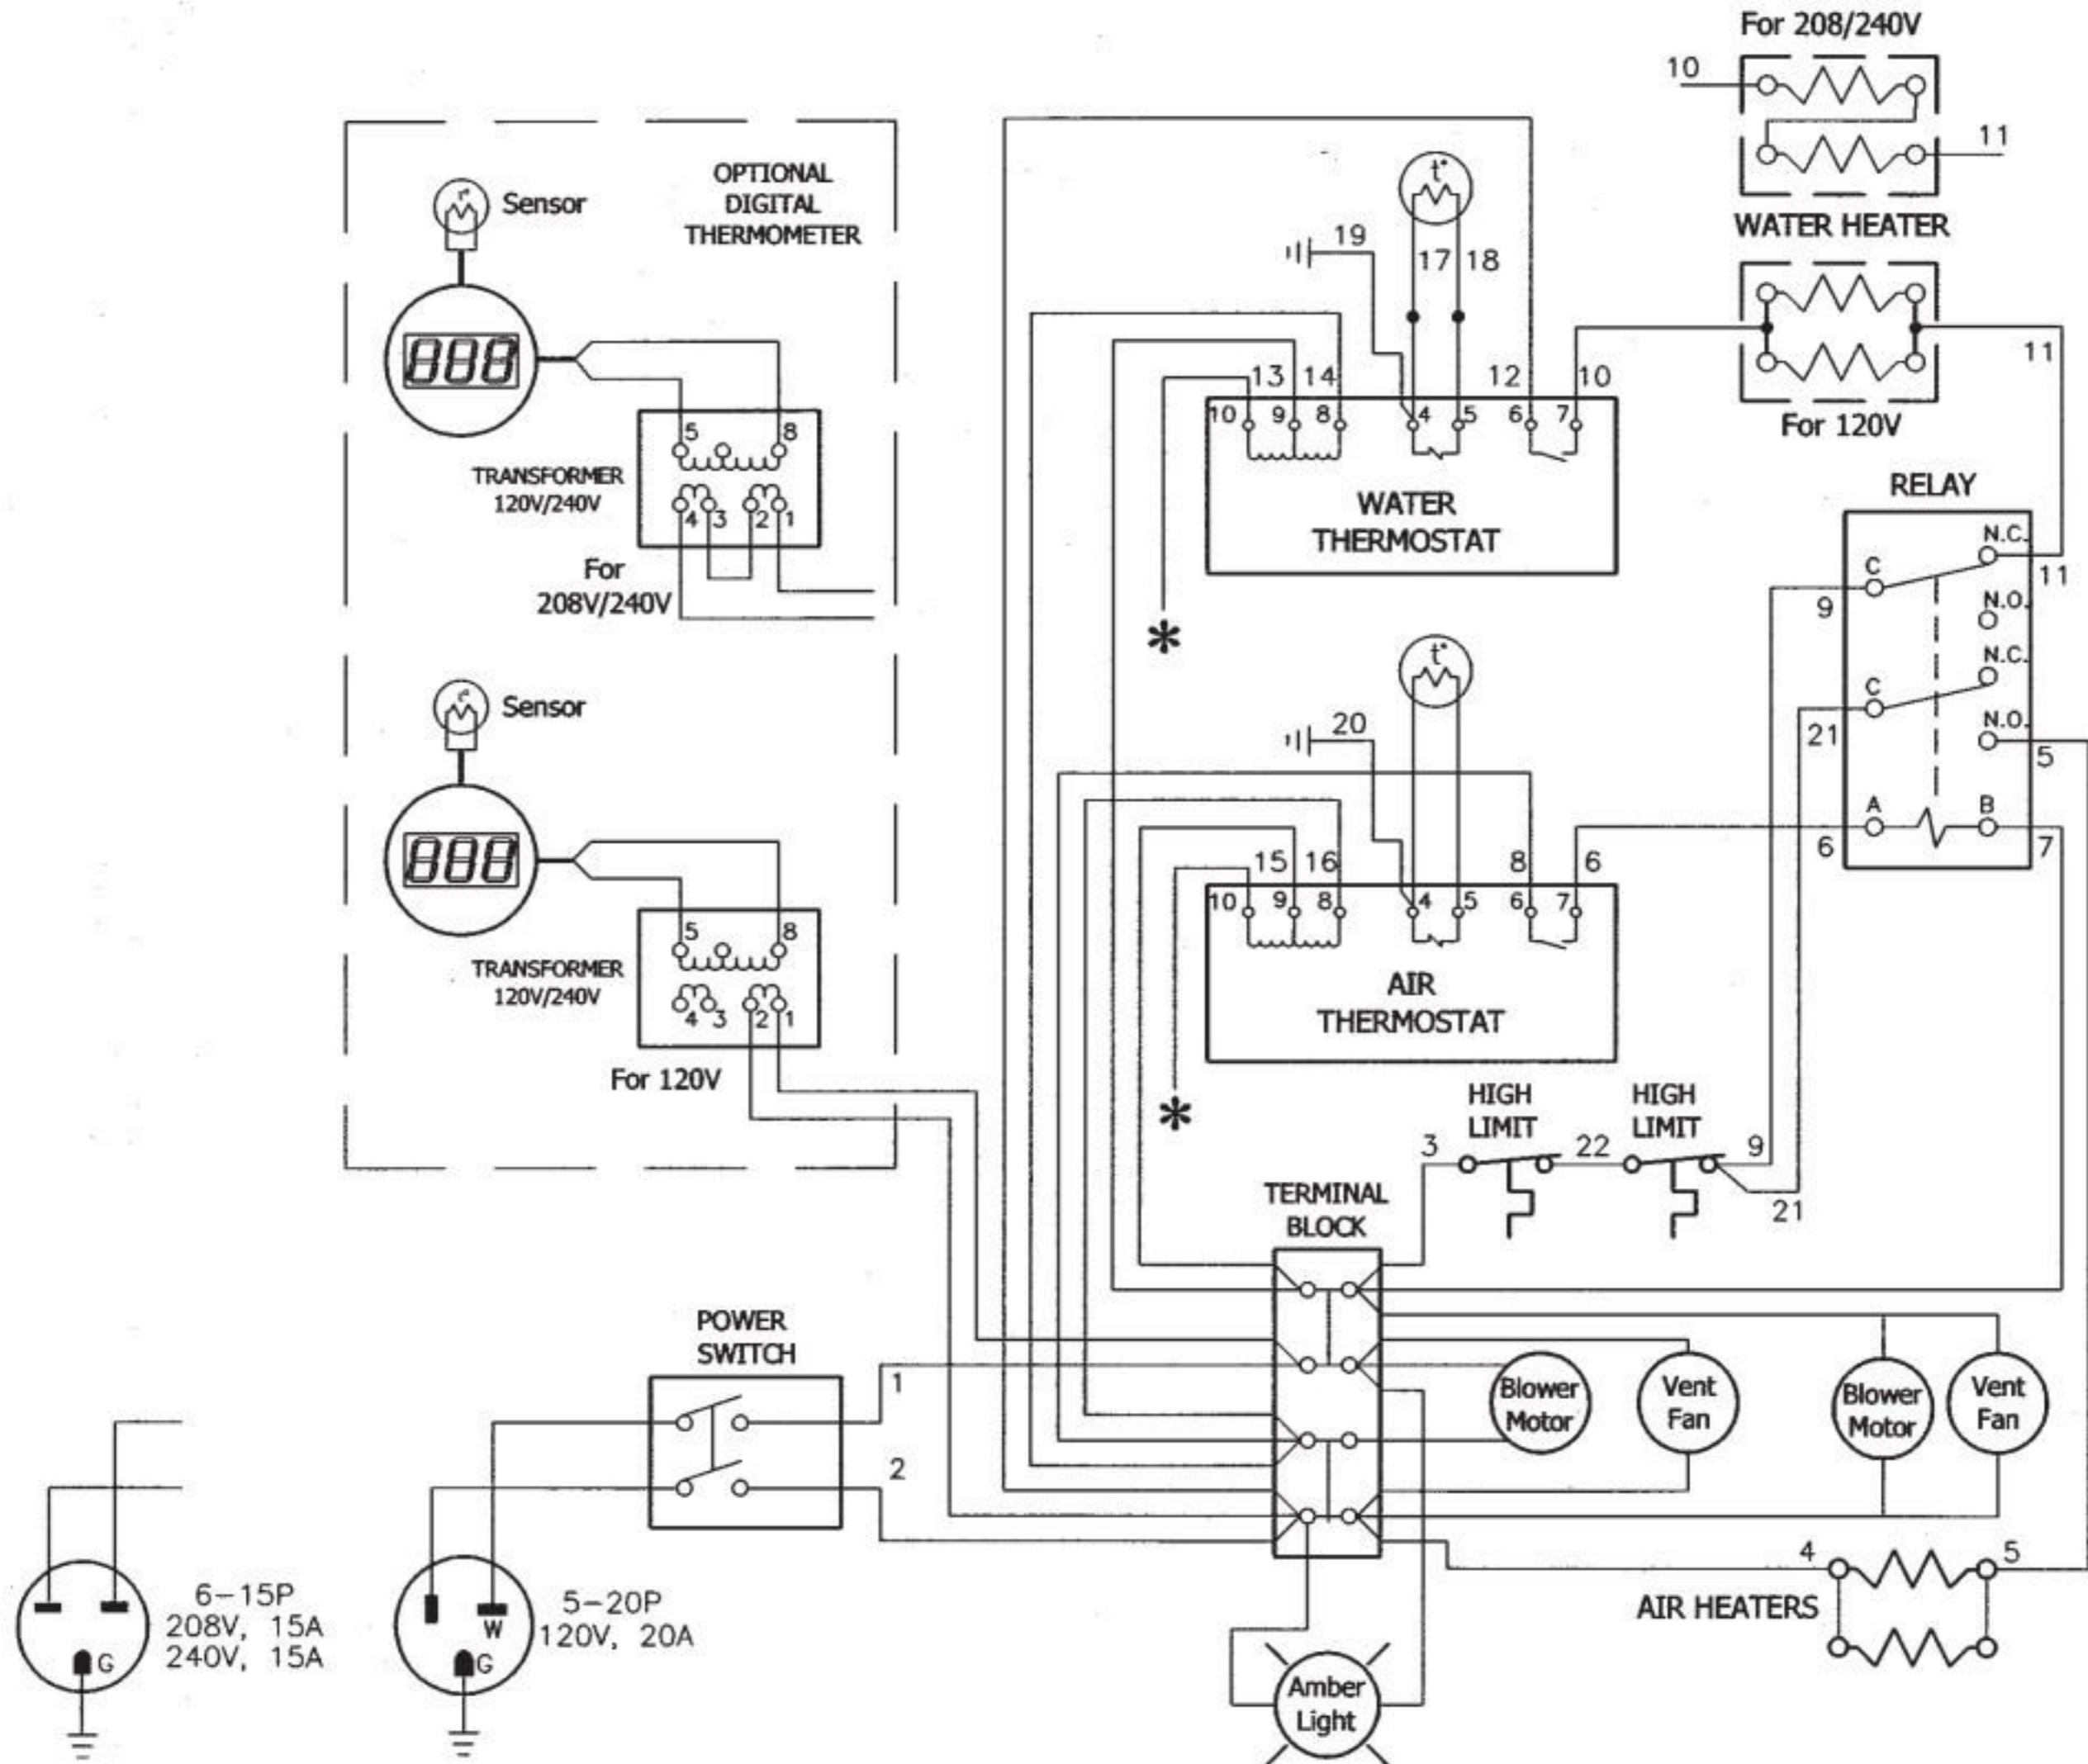 For 208/240V
10
11
WATER HEATER
11
For 120V
OPTIONAL
DIGITAL
THERMOMETER
Sensor
888
5
8
TRANSFORMER
120V/240V
4
3
2
1
For
208V/240V
Sensor
888
5
8
TRANSFORMER
120V/240V
4
3
2
1
For 120V
t°
19
17
18
13
14
12
10
10
9
8
4
5
6
7
WATER
THERMOSTAT
*
t°
20
15
16
8
6
10
9
8
4
5
6
7
AIR
THERMOSTAT
*
RELAY
N.C.
C
11
9
N.O.
N.C.
C
21
N.O.
5
A
B
6
7
HIGH
LIMIT
HIGH
LIMIT
3
22
9
21
TERMINAL
BLOCK
POWER
SWITCH
1
2
Blower
Motor
Vent
Fan
Blower
Motor
Vent
Fan
4
5
AIR HEATERS
6-15P
208V, 15A
240V, 15A
G
W
G
5-20P
120V, 20A
Amber
Light